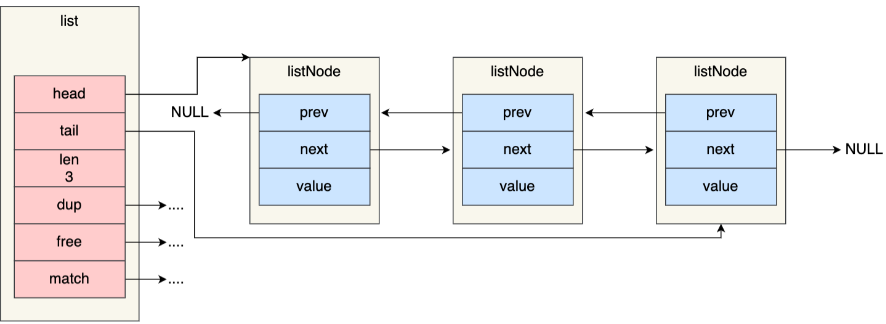 list
head
tail
len
3
dup
....
free
....
match
....
NULL
listNode
prev
next
value
listNode
prev
next
value
listNode
prev
next
value
NULL